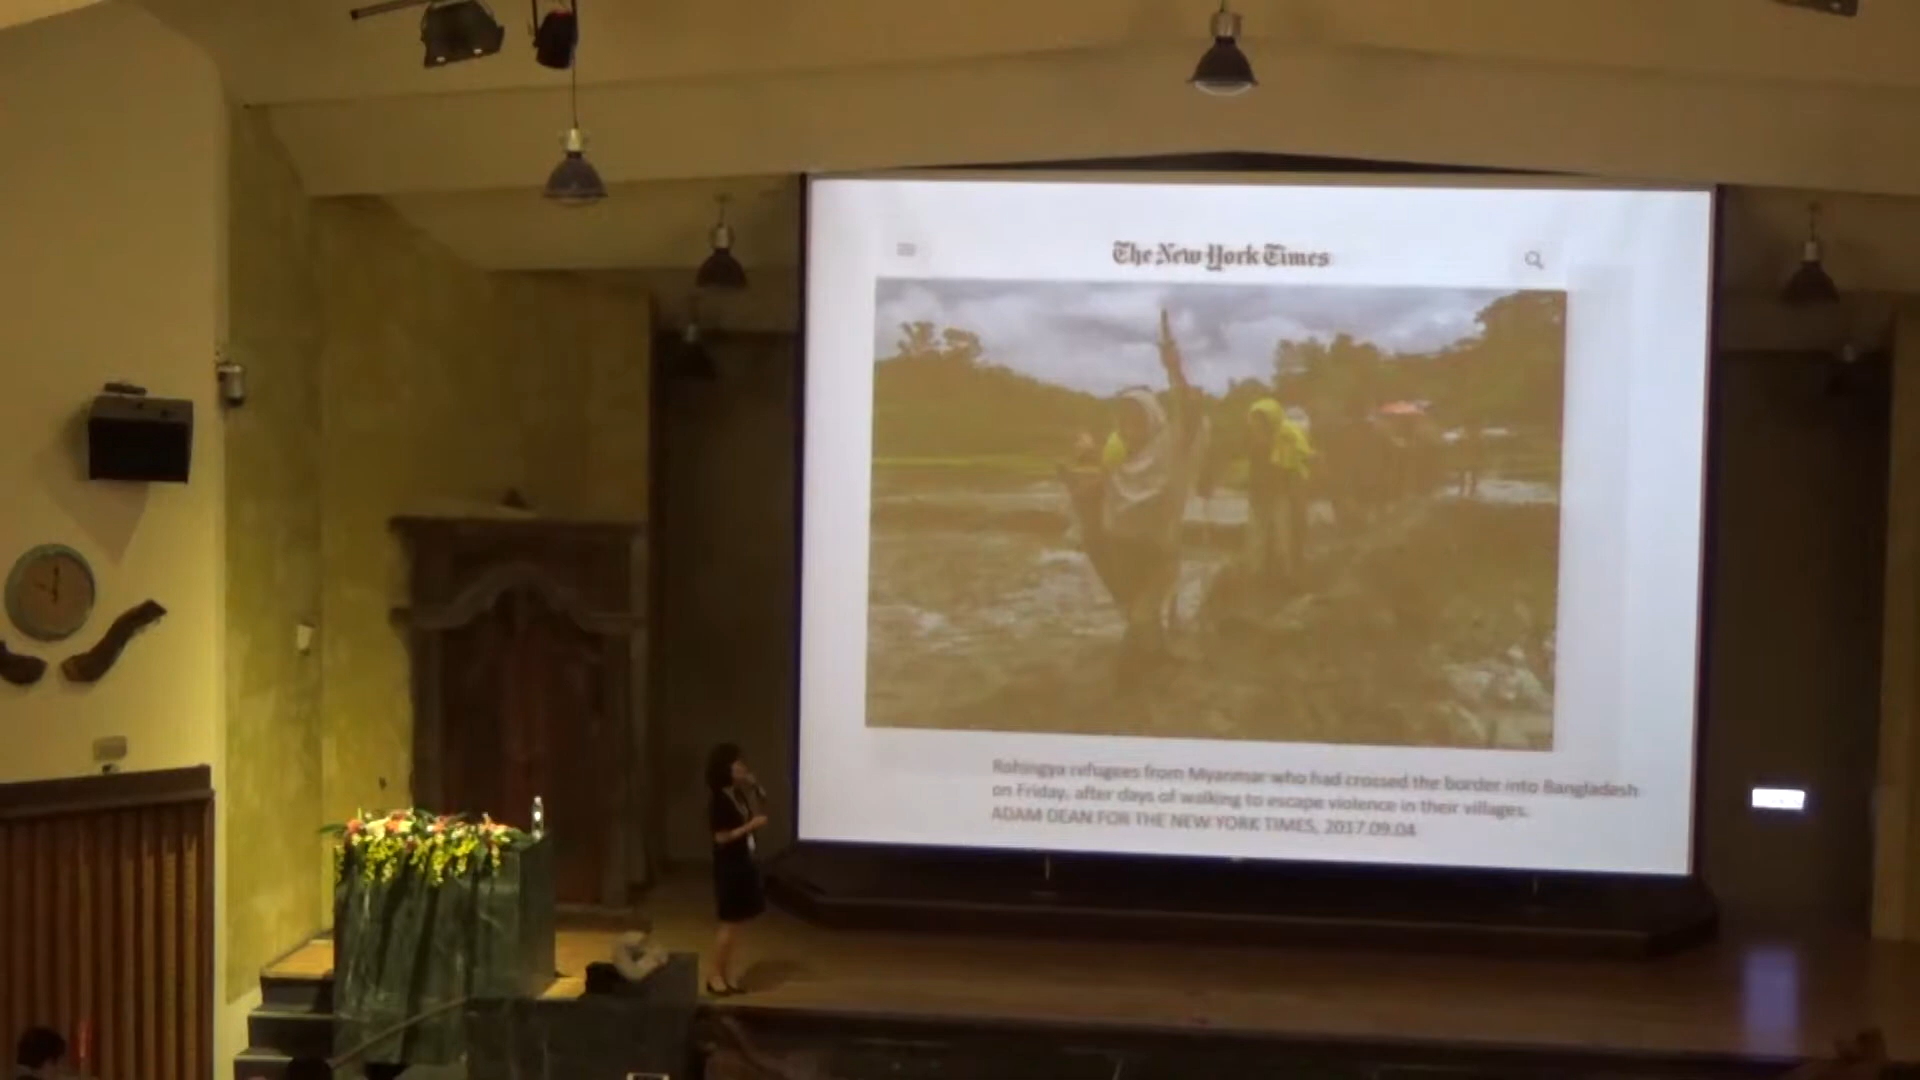 The New York Times
Rohingya refugees from Myanmar who had crossed the border into Bangladesh
on Friday, after days of walking to escape violence in their villages.
ADAM DEAN FOR THE NEW YORK TIMES, 2017.09.04